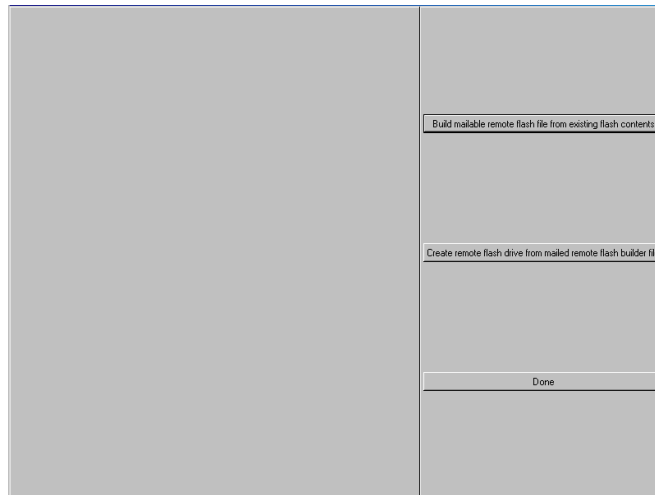 Build mailable remote flash file from existing flash contents
Create remote flash drive from mailed remote flash builder fil
Done